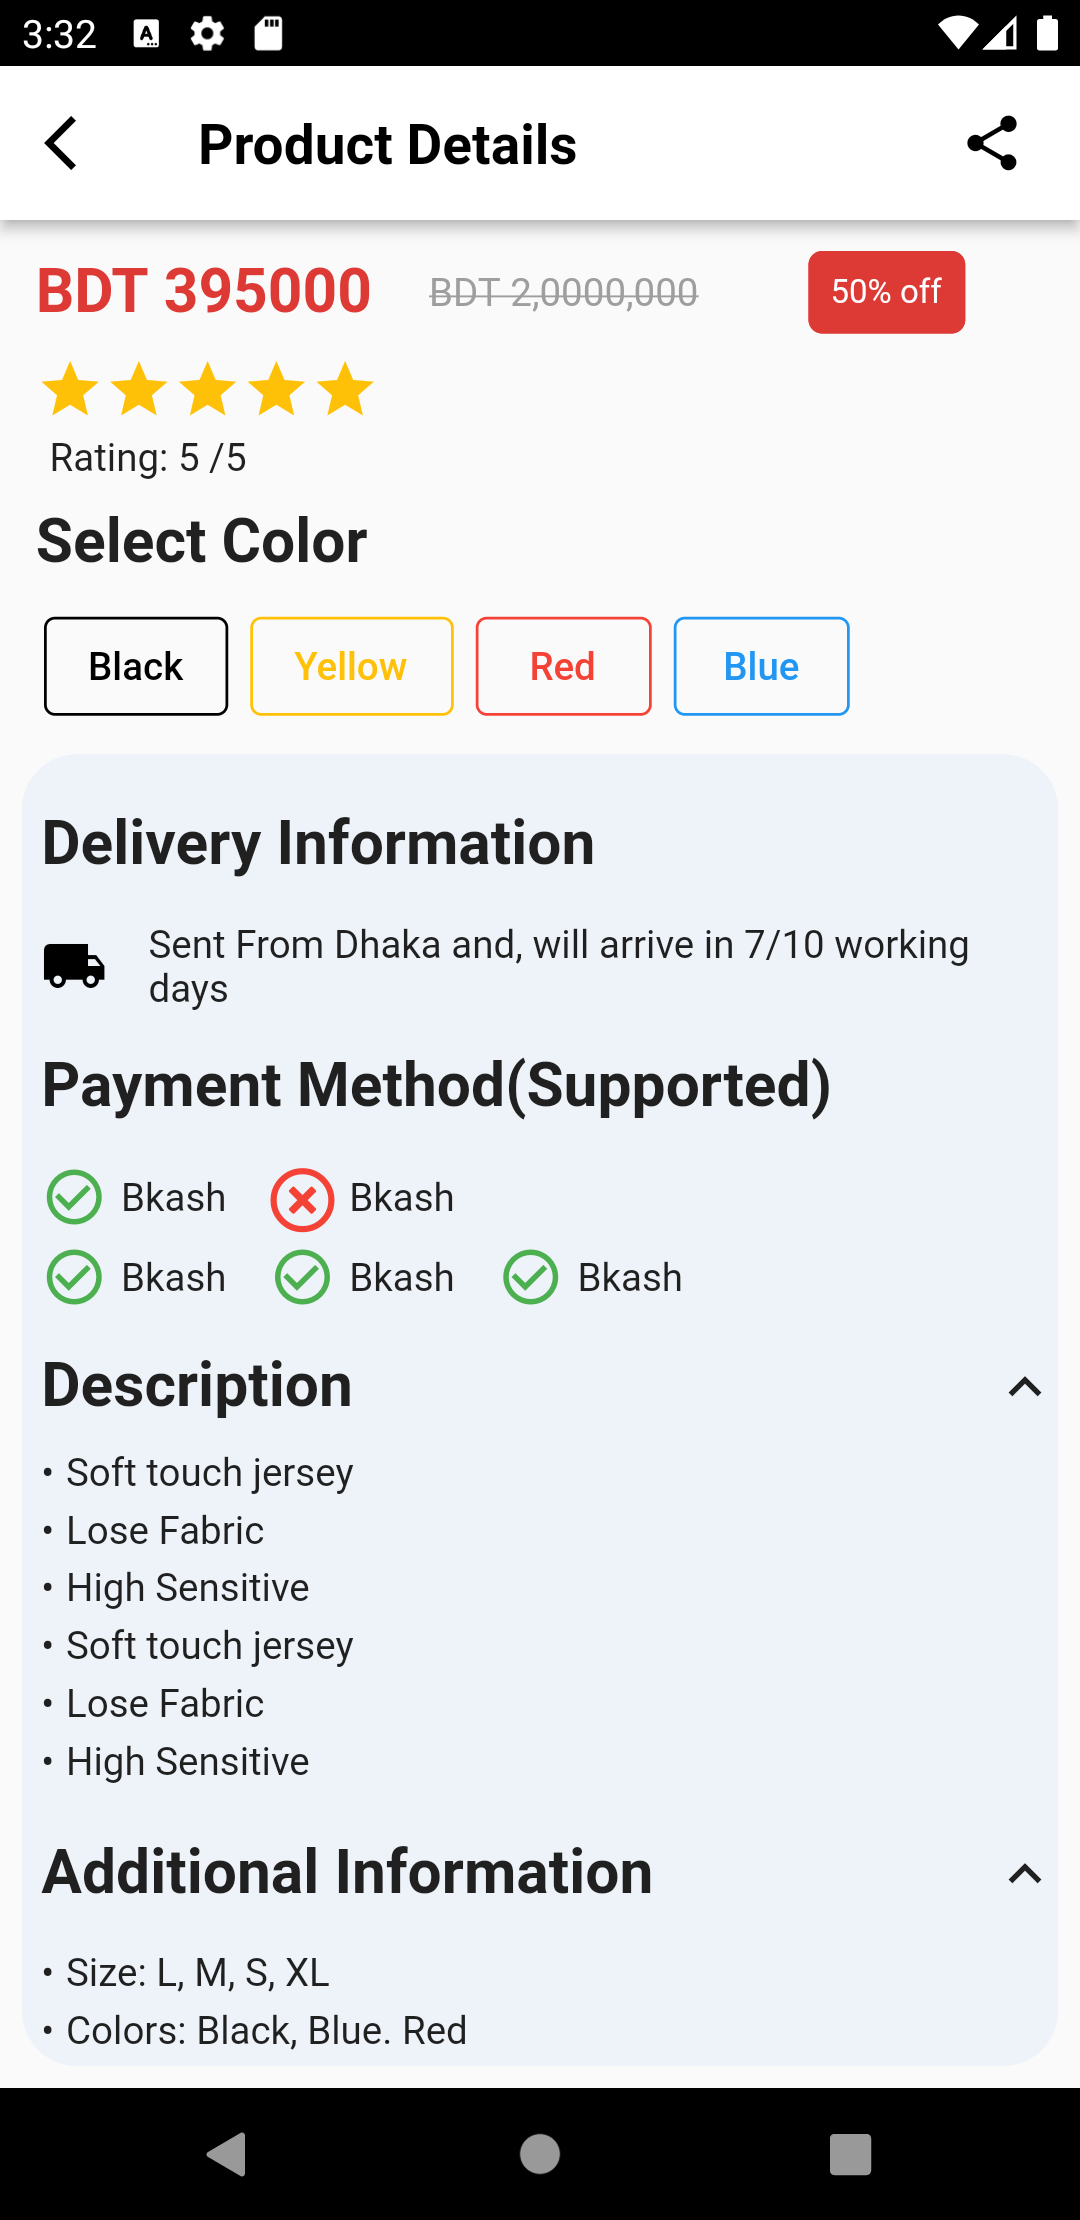 3:32
Product Details
BDT 395000 BDT 2,0000,000 50% off
Rating: 5 /5
Select Color
Black Yellow Red Blue
Delivery Information
Sent From Dhaka and, will arrive in 7/10 working
days
Payment Method(Supported)
Bkash Bkash
Bkash Bkash Bkash
Description
• Soft touch jersey
• Lose Fabric
• High Sensitive
• Soft touch jersey
• Lose Fabric
• High Sensitive
Additional Information
• Size: L, M, S, XL
• Colors: Black, Blue. Red